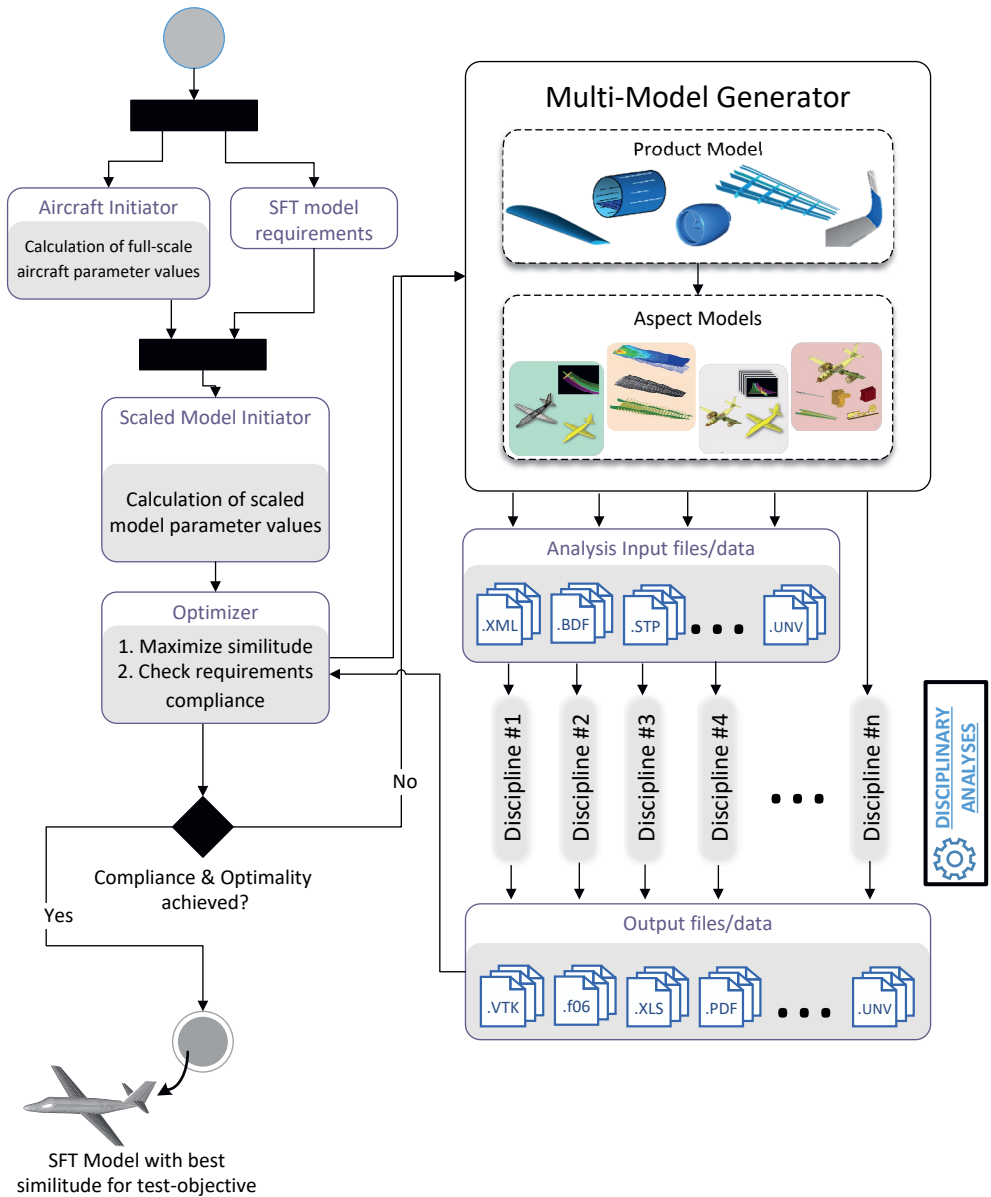 Multi-Model Generator
Product Model
Aspect Models
Aircraft Initiator
Calculation of full-scale
aircraft parameter values
SFT model
requirements
Scaled Model Initiator
Calculation of scaled
model parameter values
Optimizer
1. Maximize similitude
2. Check requirements
compliance
No
Compliance & Optimality
achieved?
Yes
SFT Model with best
similitude for test-objective
Analysis Input files/data
.XML
.BDF
.STP
.UNV
Discipline #1
Discipline #2
Discipline #3
Discipline #4
Discipline #n
DISCIPLINARY
ANALYSES
Output files/data
.VTK
.f06
.XLS
.PDF
.UNV